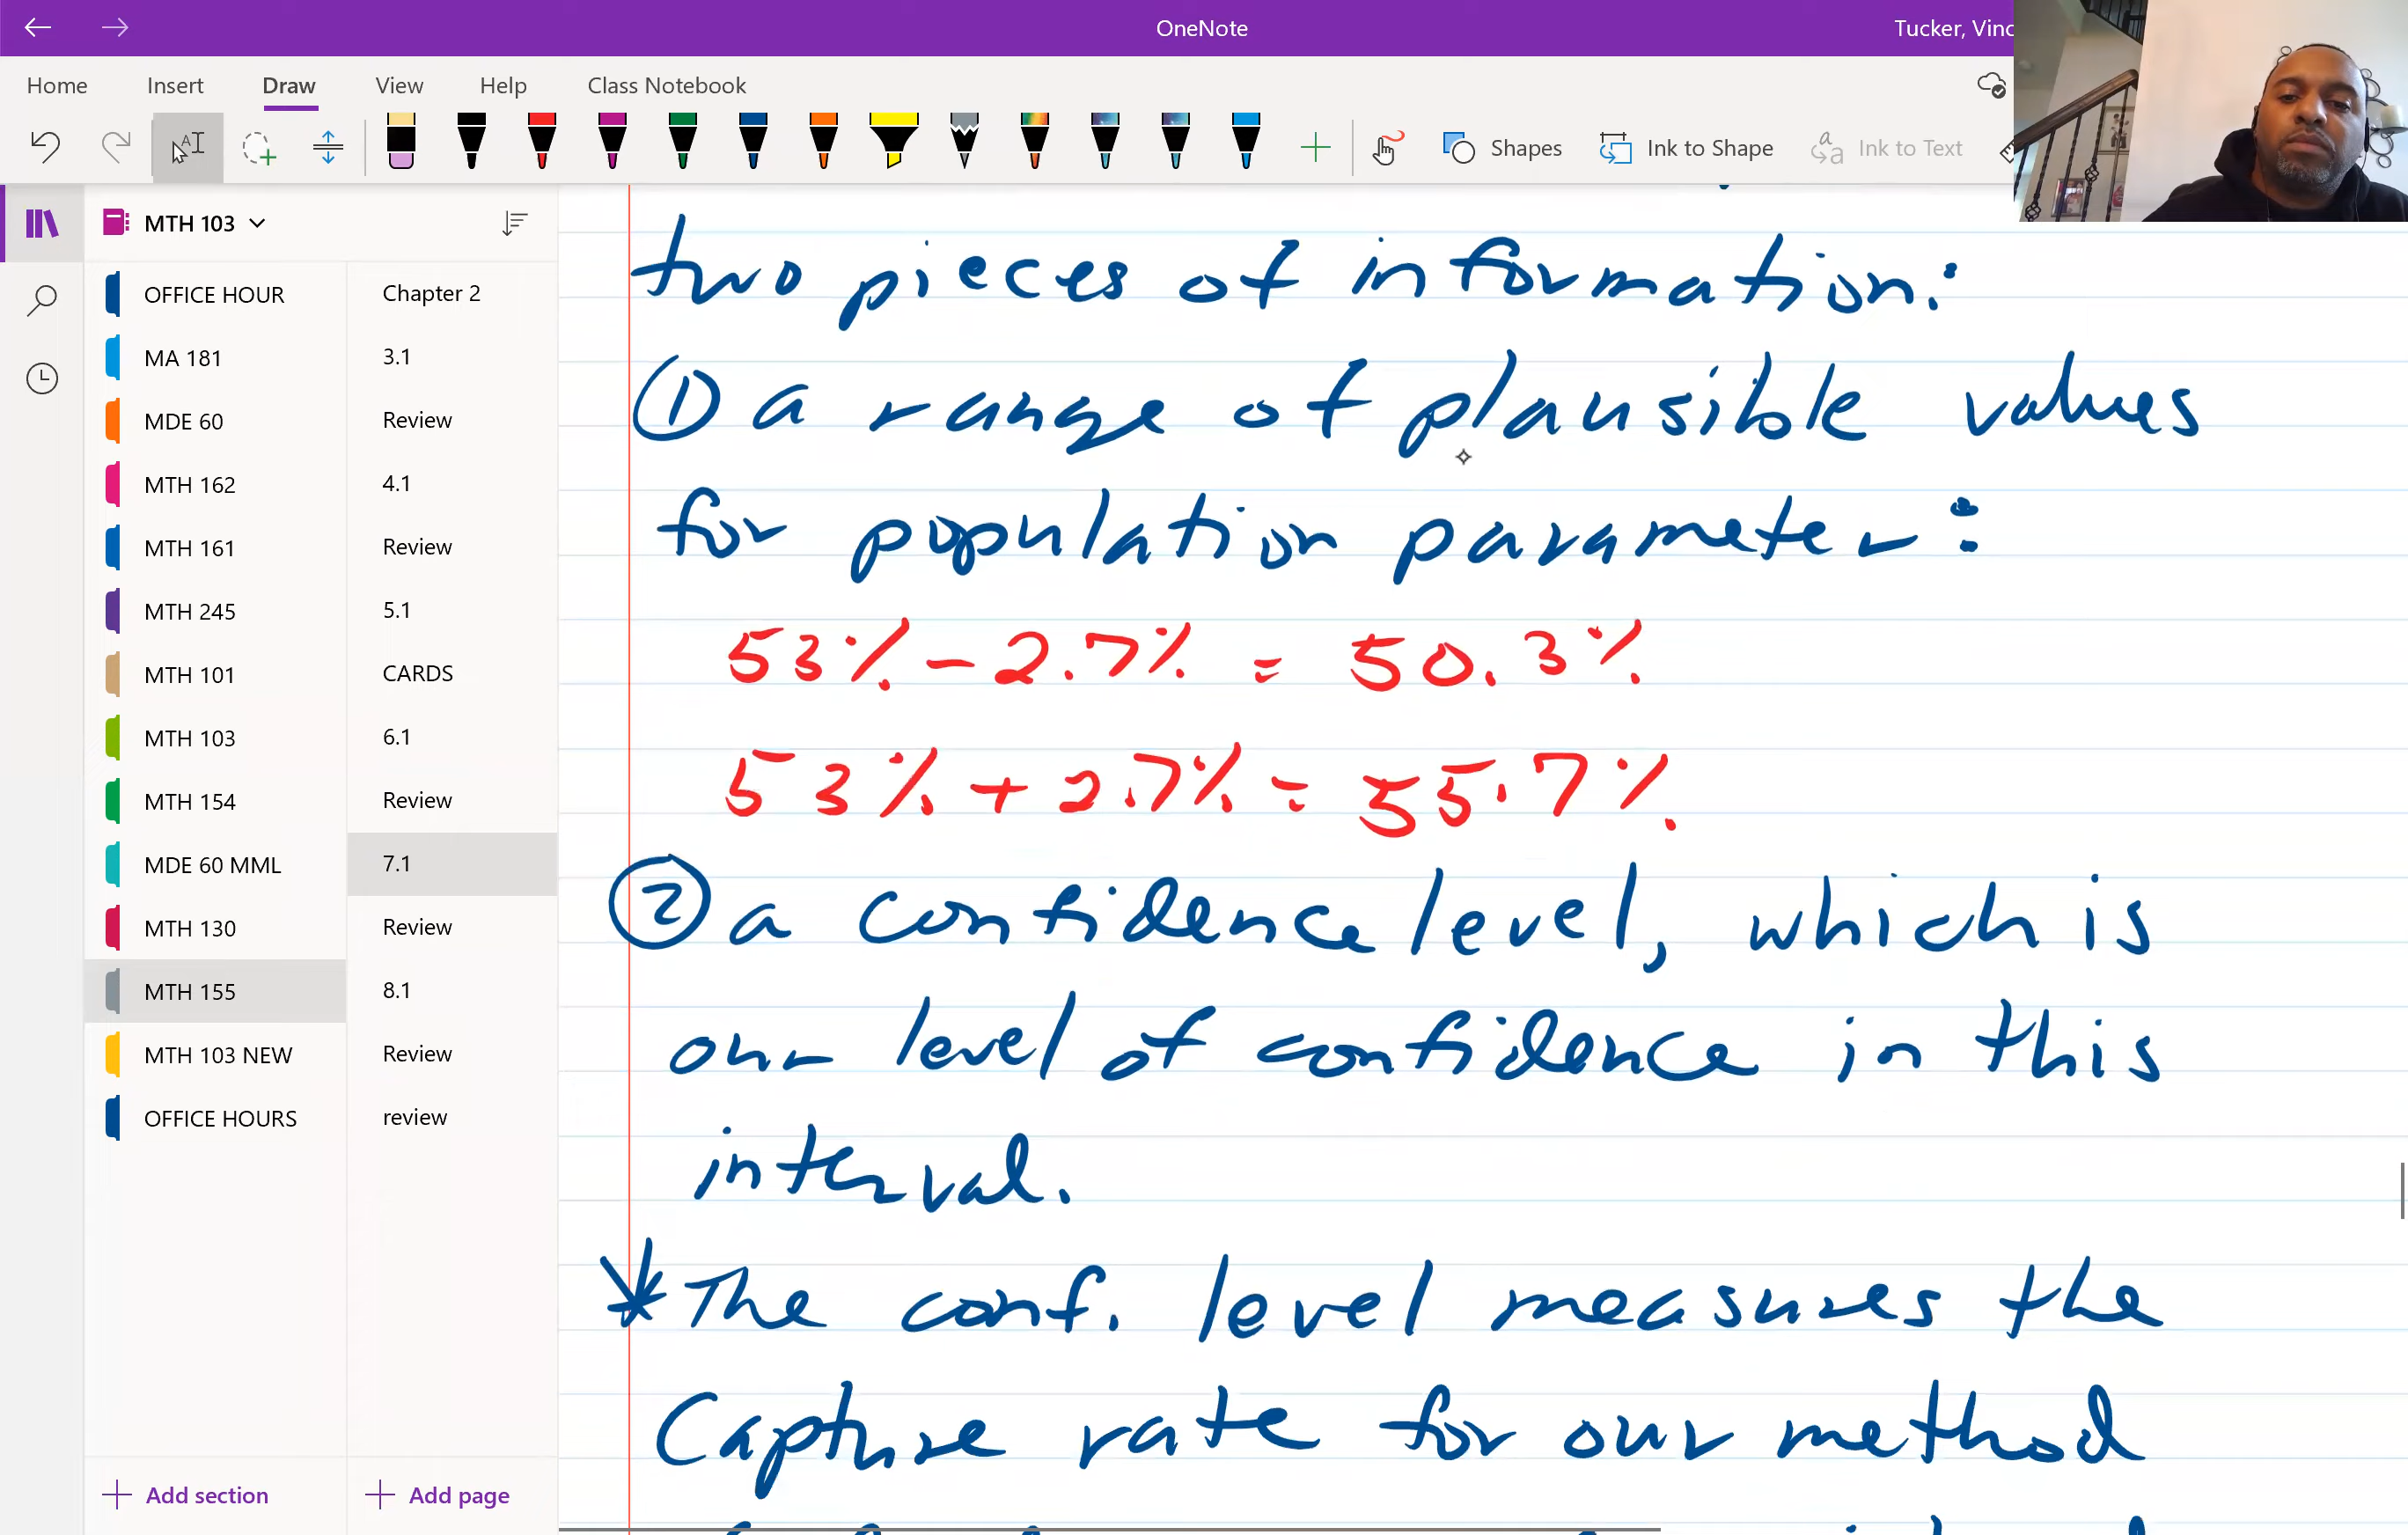 OneNote
Tucker, Vinc
Home Insert Draw View Help Class Notebook
Shapes Ink to Shape Ink to Text
MTH 103
OFFICE HOUR
MA 181
MDE 60
MTH 162
MTH 161
MTH 245
MTH 101
MTH 103
MTH 154
MDE 60 MML
MTH 130
MTH 155
MTH 103 NEW
OFFICE HOURS
Add section
Chapter 2
3.1
Review
4.1
Review
5.1
CARDS
6.1
Review
7.1
Review
8.1
Review
review
Add page
two pieces of information:
① a range of plausible values
for population parameter:
53% - 2.7% = 50.3%
53% + 2.7% = 55.7%
② a confidence level, which is
our level of confidence in this
interval.
* The conf. level measures the
Capture rate for our method